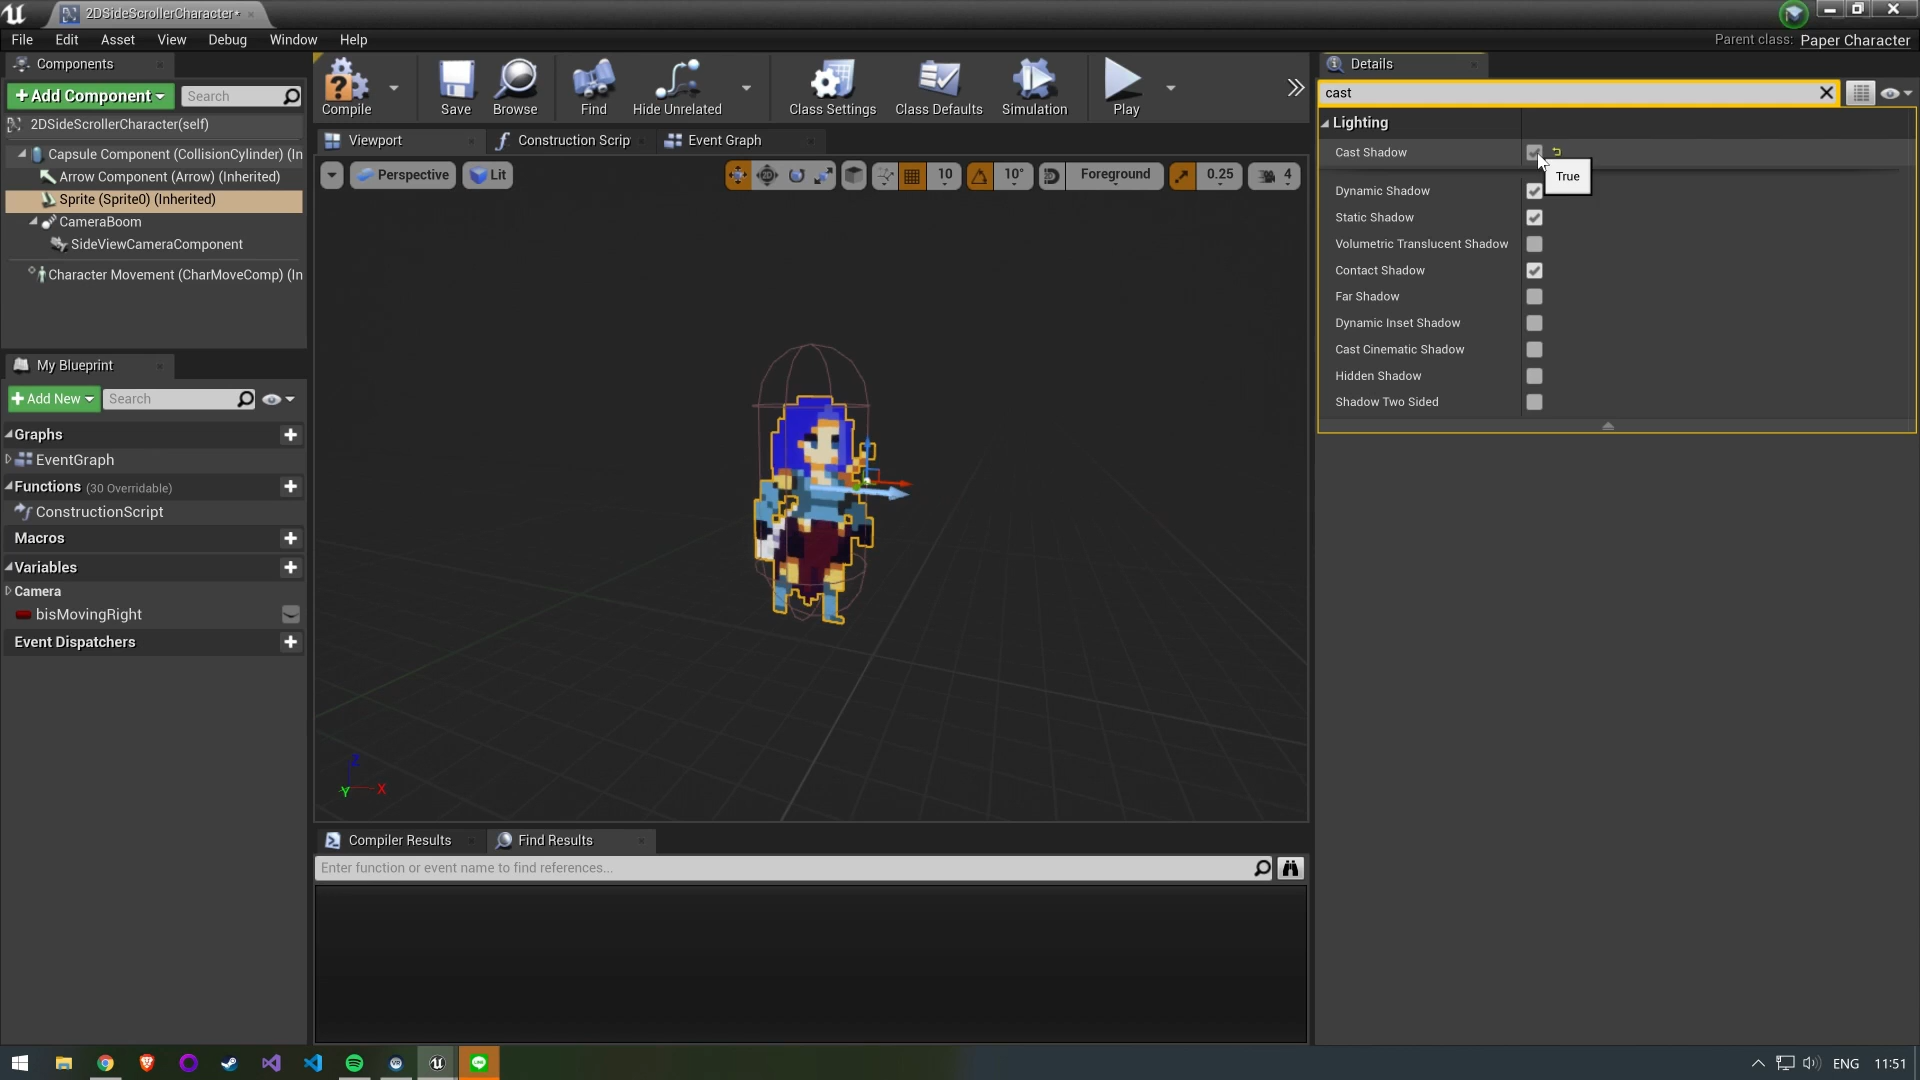 2DSideScrollerCharacter*
File Edit Asset View Debug Window Help
Parent class: Paper Character
Components
+Add Component
Search
2DSideScrollerCharacter(self)
Capsule Component (CollisionCylinder) (In
Arrow Component (Arrow) (Inherited)
Sprite (Sprite0) (Inherited)
CameraBoom
SideViewCameraComponent
Character Movement (CharMoveComp) (In
My Blueprint
+Add New
Search
Graphs
EventGraph
Functions (30 Overridable)
ConstructionScript
Macros
Variables
Camera
bisMovingRight
Event Dispatchers
Compile
Save
Browse
Find
Hide Unrelated
Class Settings
Class Defaults
Simulation
Play
Viewport
Construction Scrip
Event Graph
Perspective
Lit
10
10°
Foreground
0.25
4
Z
Y
X
Compiler Results
Find Results
Enter function or event name to find references...
Details
cast
Lighting
Cast Shadow
True
Dynamic Shadow
Static Shadow
Volumetric Translucent Shadow
Contact Shadow
Far Shadow
Dynamic Inset Shadow
Cast Cinematic Shadow
Hidden Shadow
Shadow Two Sided
ENG
11:51